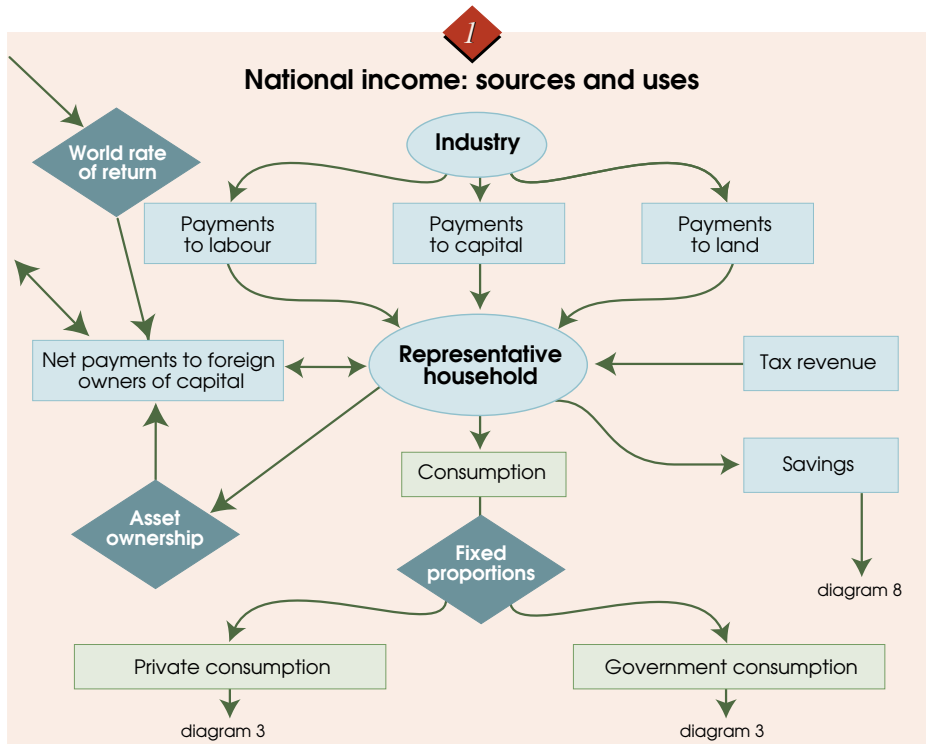 1
National income: sources and uses
World rate
of return
Industry
Payments
to labour
Payments
to capital
Payments
to land
Net payments to foreign
owners of capital
Representative
household
Tax revenue
Consumption
Savings
Asset
ownership
Fixed
proportions
diagram 8
Private consumption
Government consumption
diagram 3
diagram 3